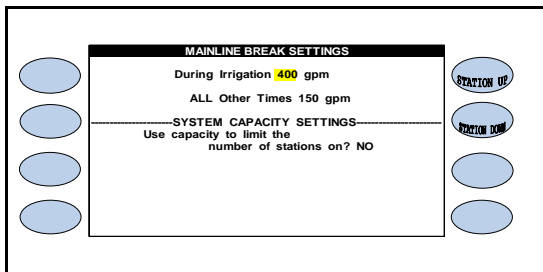 MAINLINE BREAK SETTINGS
During Irrigation 400 gpm
ALL Other Times 150 gpm
----------------------SYSTEM CAPACITY SETTINGS-----------------------
Use capacity to limit the
number of stations on? NO
STATION UP
STATION DOWN